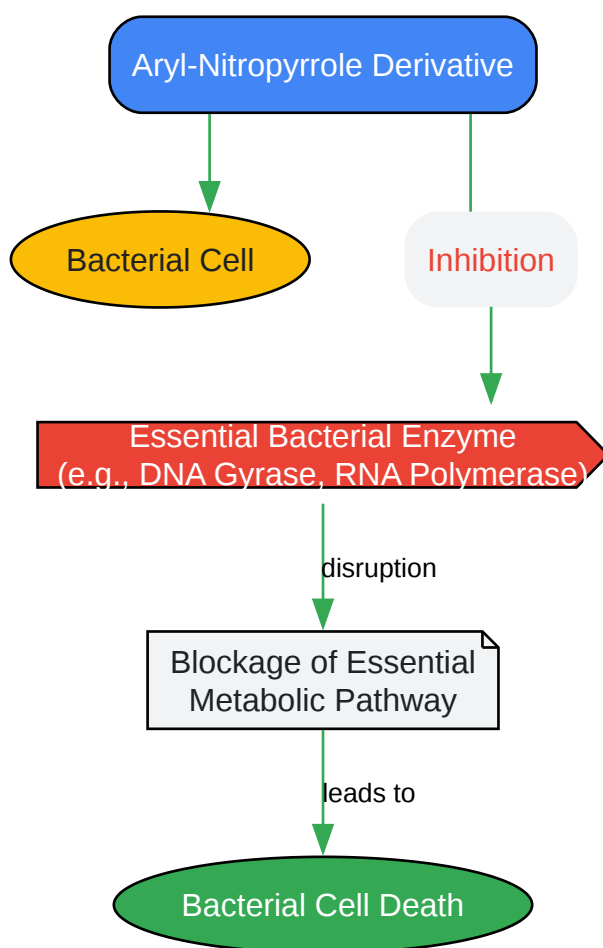 Aryl-Nitropyrrole Derivative
Bacterial Cell
Inhibition
Essential Bacterial Enzyme
(e.g., DNA Gyrase, RNA Polymerase)
disruption
Blockage of Essential
Metabolic Pathway
leads to
Bacterial Cell Death